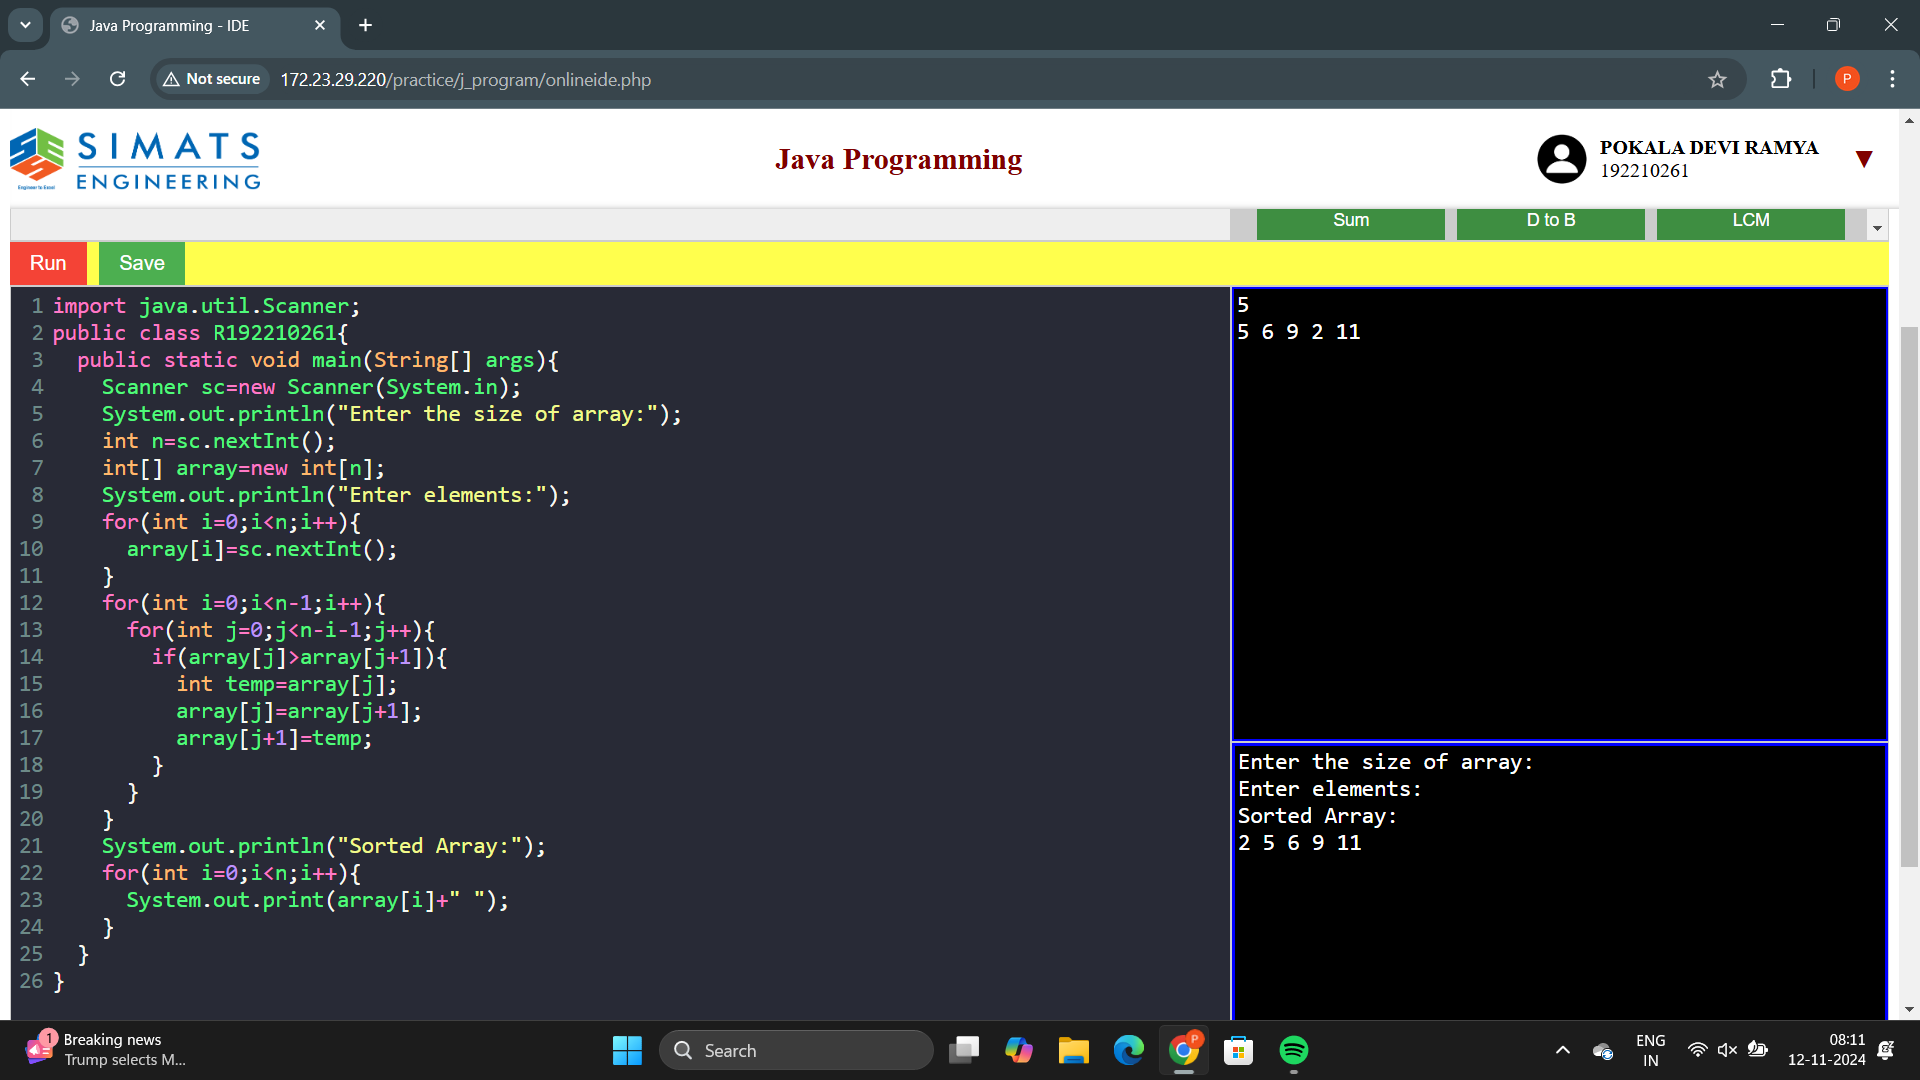 Java Programming - IDE
Not secure
172.23.29.220/practice/j_program/onlineide.php
P
SIMATS
ENGINEERING
Engineer to Excel
Java Programming
POKALA DEVI RAMYA
192210261
Sum
D to B
LCM
Run
Save
1 import java.util.Scanner;
2 public class R192210261{
3   public static void main(String[] args){
4     Scanner sc=new Scanner(System.in);
5     System.out.println("Enter the size of array:");
6     int n=sc.nextInt();
7     int[] array=new int[n];
8     System.out.println("Enter elements:");
9     for(int i=0;i<n;i++){
10       array[i]=sc.nextInt();
11     }
12     for(int i=0;i<n-1;i++){
13       for(int j=0;j<n-i-1;j++){
14         if(array[j]>array[j+1]){
15           int temp=array[j];
16           array[j]=array[j+1];
17           array[j+1]=temp;
18         }
19       }
20     }
21     System.out.println("Sorted Array:");
22     for(int i=0;i<n;i++){
23       System.out.print(array[i]+" ");
24     }
25   }
26 }
5
5 6 9 2 11
Enter the size of array:
Enter elements:
Sorted Array:
2 5 6 9 11
1
Breaking news
Trump selects M...
Search
P
ENG
IN
08:11
12-11-2024